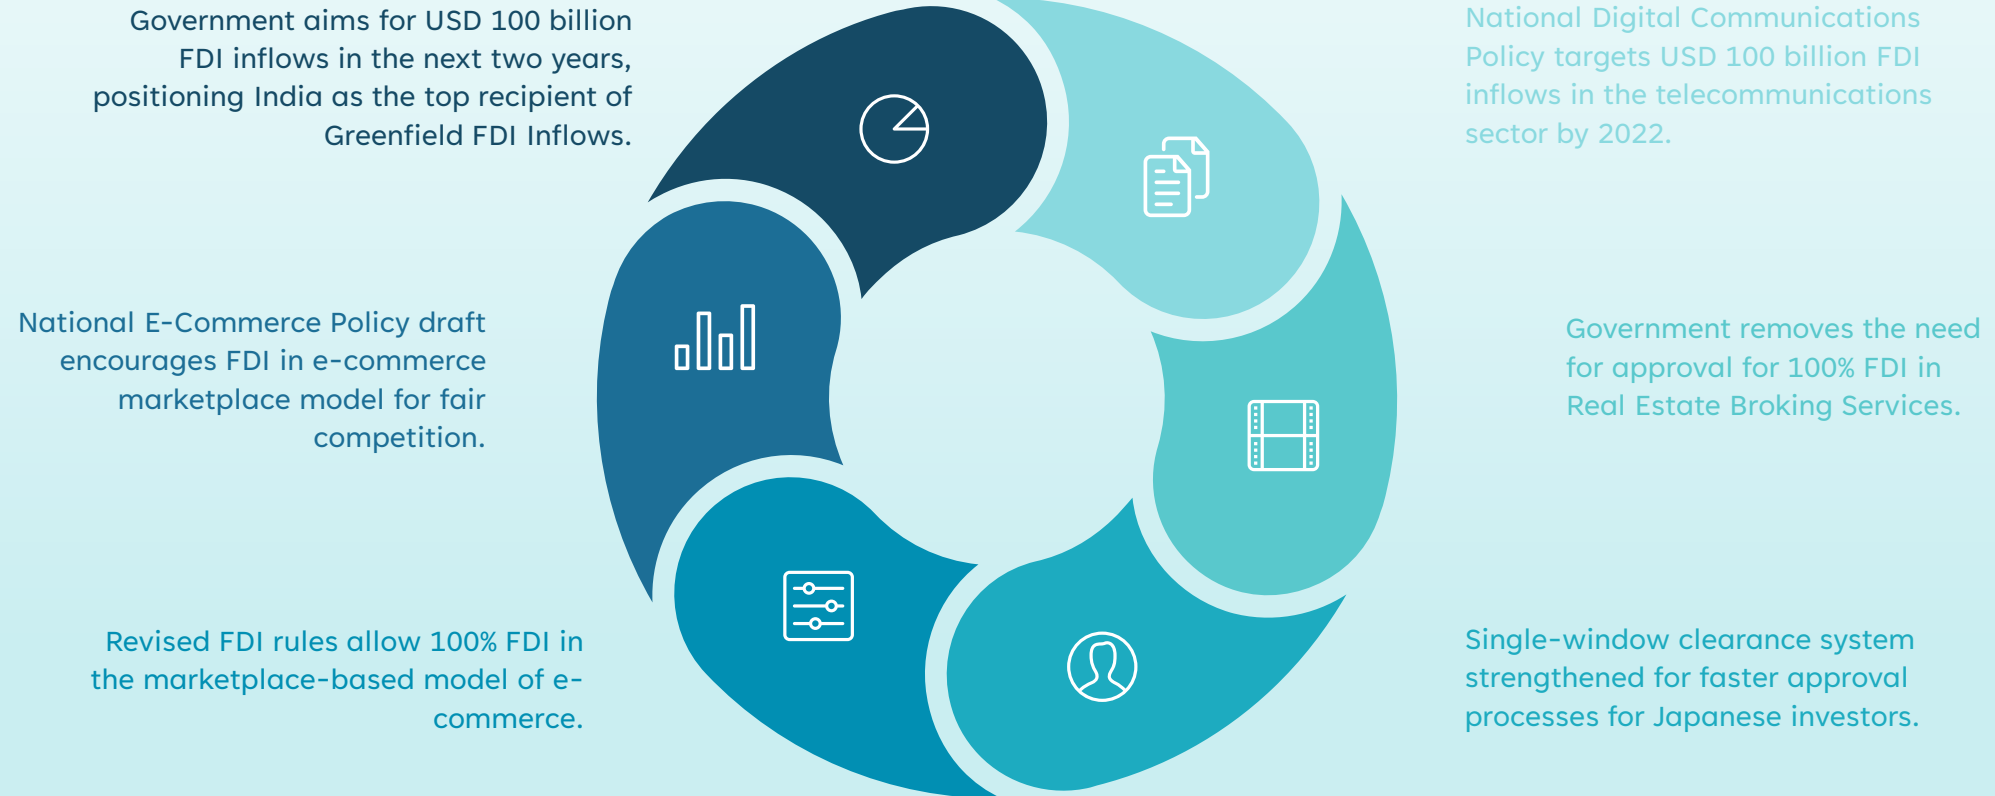 Government aims for USD 100 billion
FDI inflows in the next two years,
positioning India as the top recipient of
Greenfield FDI Inflows.
National Digital Communications
Policy targets USD 100 billion FDI
inflows in the telecommunications
sector by 2022.
National E-Commerce Policy draft
encourages FDI in e-commerce
marketplace model for fair
competition.
Government removes the need
for approval for 100% FDI in
Real Estate Broking Services.
Revised FDI rules allow 100% FDI in
the marketplace-based model of e-
commerce.
Single-window clearance system
strengthened for faster approval
processes for Japanese investors.